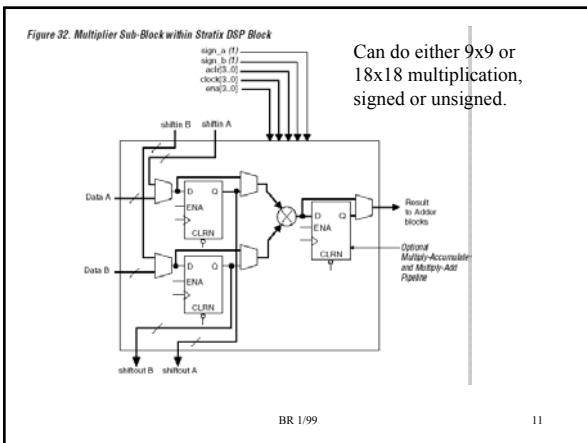 Figure 32. Multiplier Sub-Block within Stratix DSP Block
sign_a (1)
sign_b (1)
aclr[3..0]
clock[3..0]
ena[3..0]
Can do either 9x9 or
18x18 multiplication,
signed or unsigned.
shiftin B shiftin A
Data A
D Q
ENA
CLRN
Data B
D Q
ENA
CLRN
D Q
ENA
CLRN
Result
to Adder
blocks
Optional
Multiply-Accumulate
and Multiply-Add
Pipeline
shiftout B shiftout A
BR 1/99
11